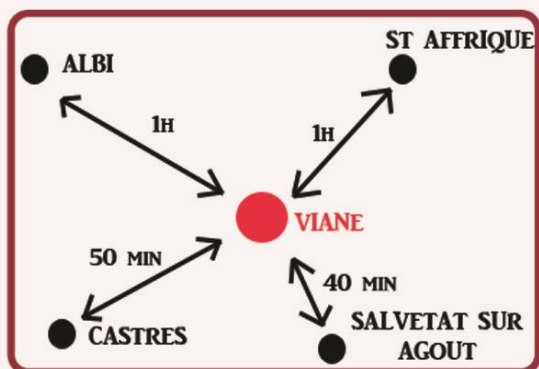 ST AFFRIQUE
ALBI
1H
1H
VIANE
50 MIN
40 MIN
CASTRES
SALVETAT SUR
AGOUT